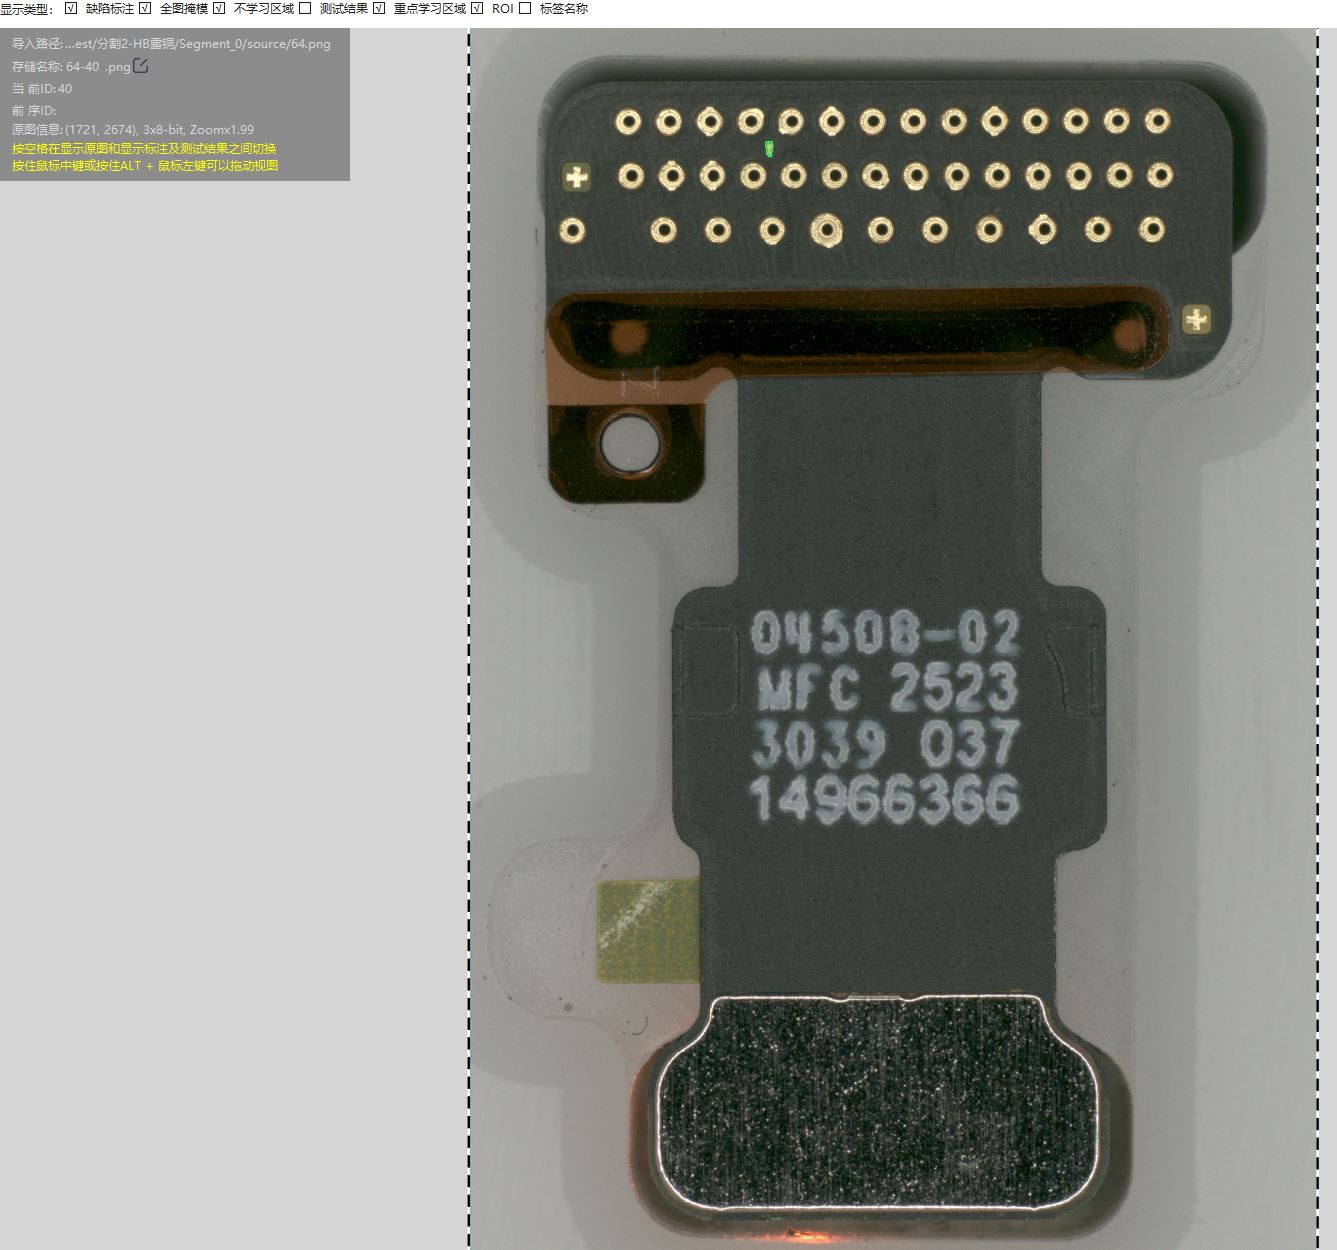 显示类型: 缺陷标注 全图掩模 不学习区域 测试结果 重点学习区域 ROI 标签名称
导入路径: ...est/分割2-HB露铜/Segment_0/source/64.png
存储名称: 64-40 .png
当 前ID: 40
前 序ID:
原图信息: (1721, 2674), 3x8-bit, Zoomx1.99
按空格在显示原图和显示标注及测试结果之间切换
按住鼠标中键或按住ALT + 鼠标左键可以拖动视图
04508-02
MFC 2523
3039 037
14966366